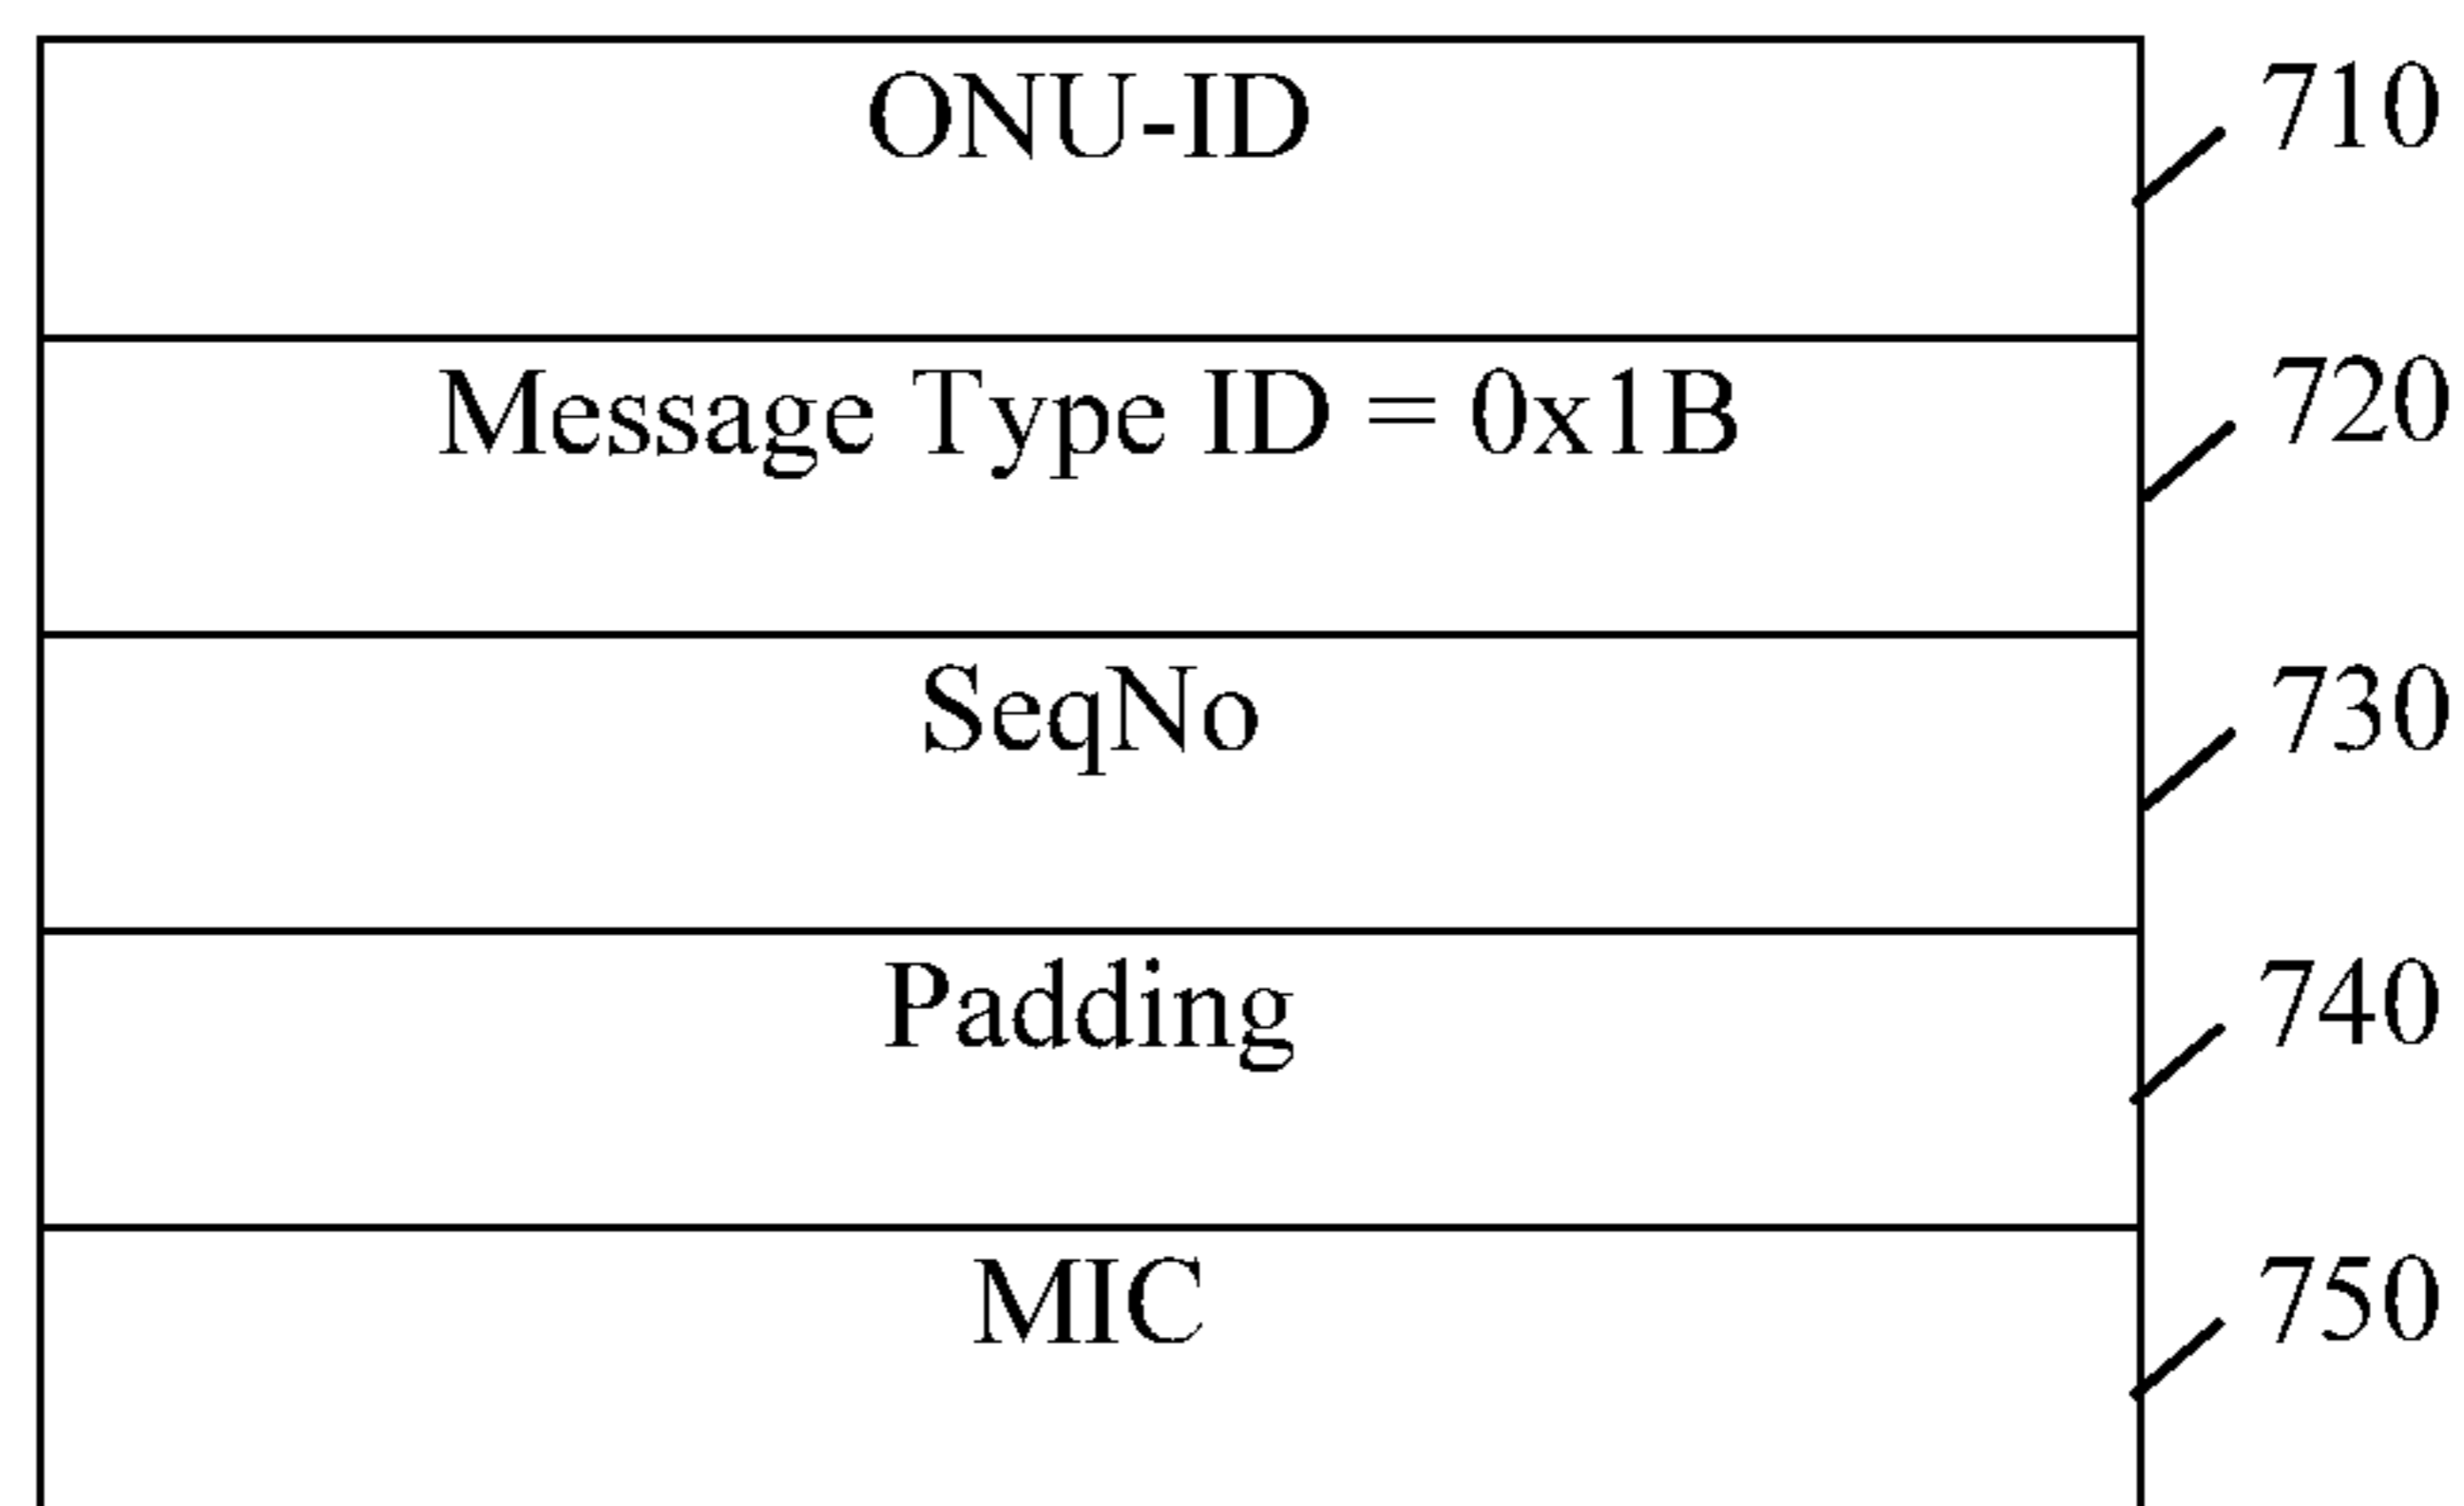 ONU-ID 710
Message Type ID = 0x1B 720
SeqNo 730
Padding 740
MIC 750